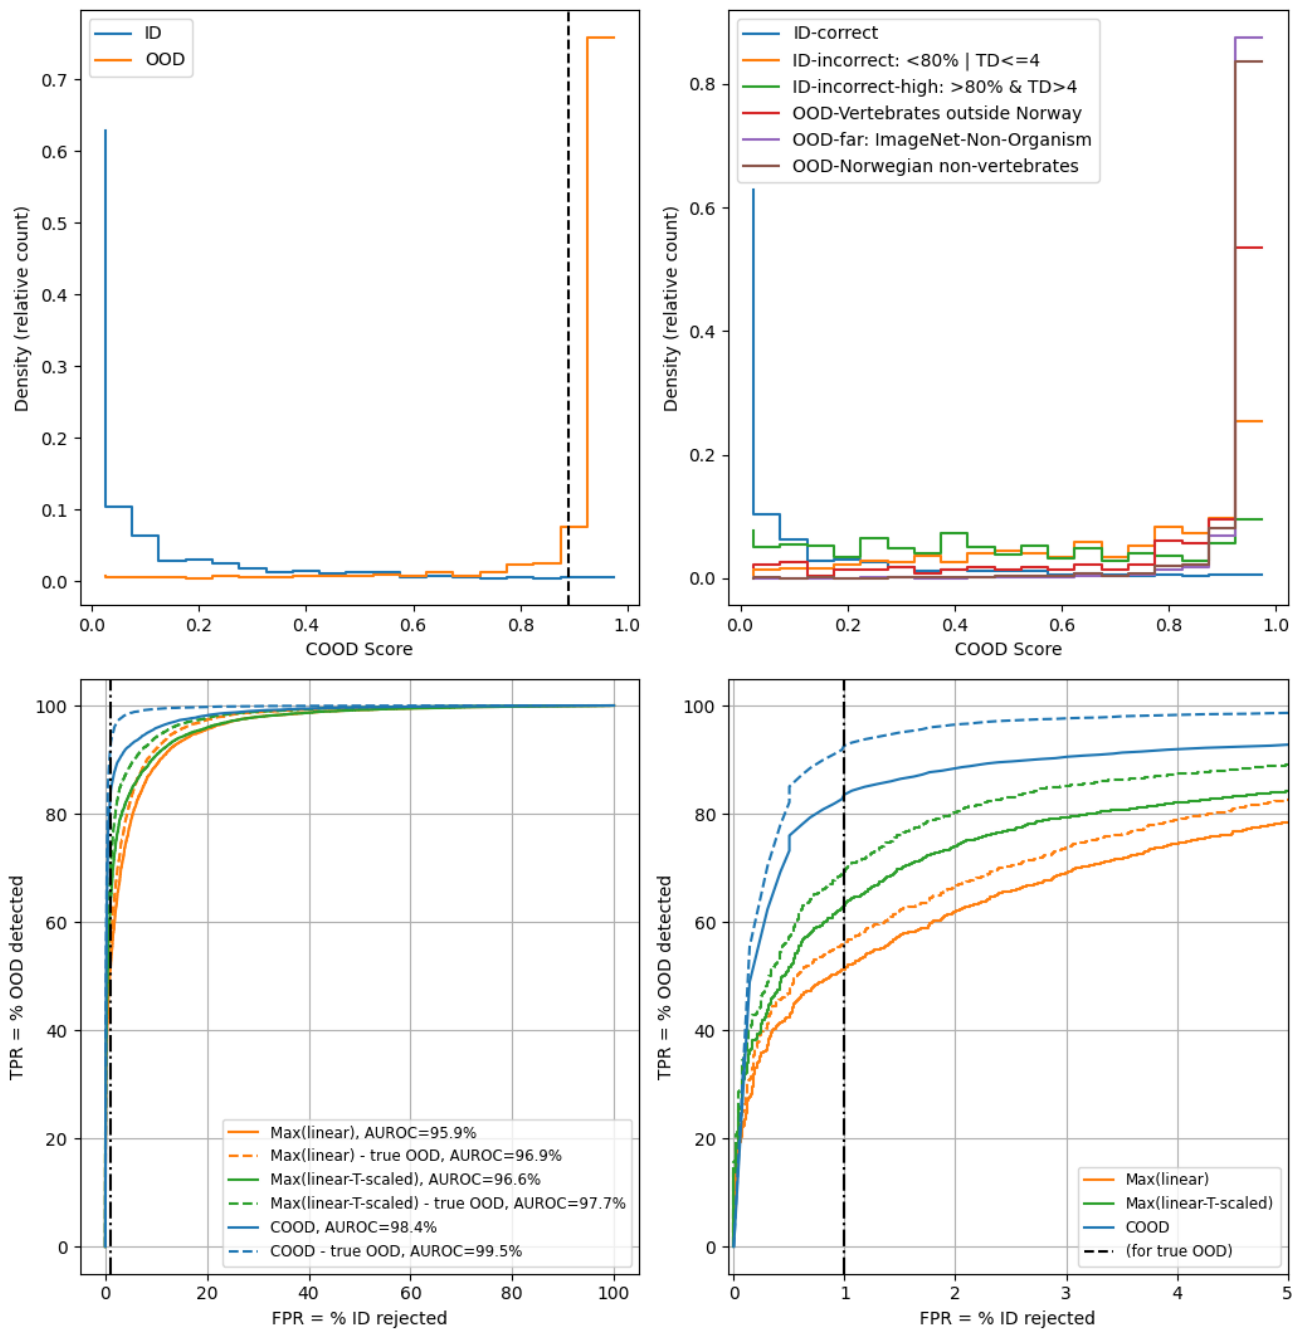 ID
OOD
0.7
0.6
0.5
0.4
0.3
0.2
0.1
0.0
Density (relative count)
0.0 0.2 0.4 0.6 0.8 1.0
COOD Score
ID-correct
ID-incorrect: <80% | TD<=4
ID-incorrect-high: >80% & TD>4
OOD-Vertebrates outside Norway
OOD-far: ImageNet-Non-Organism
OOD-Norwegian non-vertebrates
0.8
0.6
0.4
0.2
0.0
Density (relative count)
0.0 0.2 0.4 0.6 0.8 1.0
COOD Score
100
80
60
40
20
0
TPR = % OOD detected
Max(linear), AUROC=95.9%
Max(linear) - true OOD, AUROC=96.9%
Max(linear-T-scaled), AUROC=96.6%
Max(linear-T-scaled) - true OOD, AUROC=97.7%
COOD, AUROC=98.4%
COOD - true OOD, AUROC=99.5%
0 20 40 60 80 100
FPR = % ID rejected
100
80
60
40
20
0
TPR = % OOD detected
Max(linear)
Max(linear-T-scaled)
COOD
(for true OOD)
0 1 2 3 4 5
FPR = % ID rejected